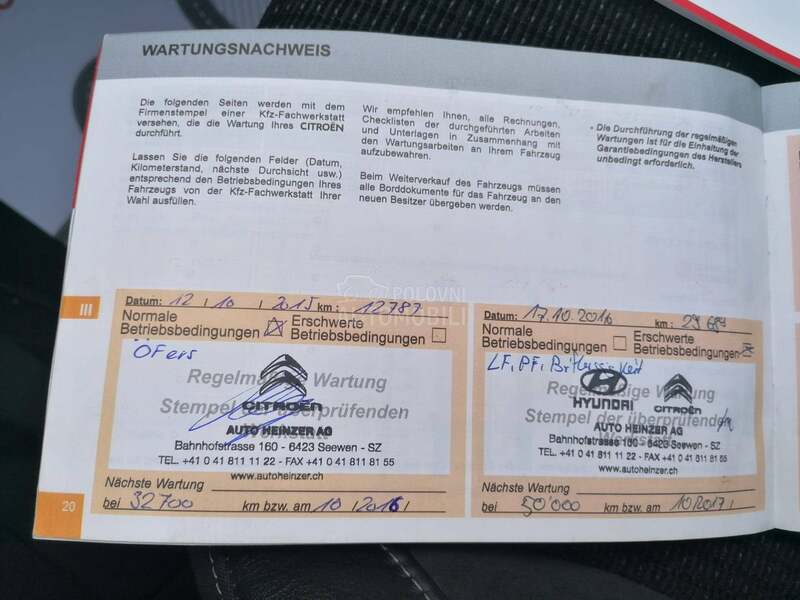 WARTUNGSNACHWEIS
Die folgenden Seiten werden mit dem
Firmenstempel einer Kfz-Fachwerkstatt
versehen, die die Wartung Ihres CITROËN
durchführt.
Lassen Sie die folgenden Felder (Datum,
Kilometerstand, nächste Durchsicht usw.)
entsprechend den Betriebsbedingungen Ihres
Fahrzeugs von der Kfz-Fachwerkstatt Ihrer
Wahl ausfüllen.
Wir empfehlen Ihnen, alle Rechnungen,
Checklisten der durchgeführten Arbeiten
und Unterlagen in Zusammenhang mit
den Wartungsarbeiten an Ihrem Fahrzeug
aufzubewahren.
Beim Weiterverkauf des Fahrzeugs müssen
alle Borddokumente für das Fahrzeug an den
neuen Besitzer übergeben werden.
• Die Durchführung der regelmäßigen
Wartungen ist für die Einhaltung der
Garantiebedingungen des Herstellers
unbedingt erforderlich.
POLOVNI
AUTOMOBILI
III
Datum: 12 / 10 / 2015 km: 12787
Normale
Betriebsbedingungen
Erschwerte
Betriebsbedingungen
Regelmäßige Wartung
Stempel der überprüfenden
Werkstatt
CITROËN
AUTO HEINZER AG
Bahnhofstrasse 160 - 6423 Seewen - SZ
TEL. +41 0 41 811 11 22 - FAX +41 0 41 811 81 55
www.autoheinzer.ch
Nächste Wartung
bei 32700 km bzw. am 10 / 2016 /
Datum: 17.10.2016 km:
Normale
Betriebsbedingungen
Erschwerte
Betriebsbedingungen
LF, PF,
Regelmäßige Wartung
Stempel der überprüfenden
HYUNDAI CITROËN
AUTO HEINZER AG
Bahnhofstrasse 160 - 6423 Seewen - SZ
TEL. +41 0 41 811 11 22 - FAX +41 0 41 811 81 55
www.autoheinzer.ch
Nächste Wartung
bei 50'000 km bzw. am 10/2017 /
20